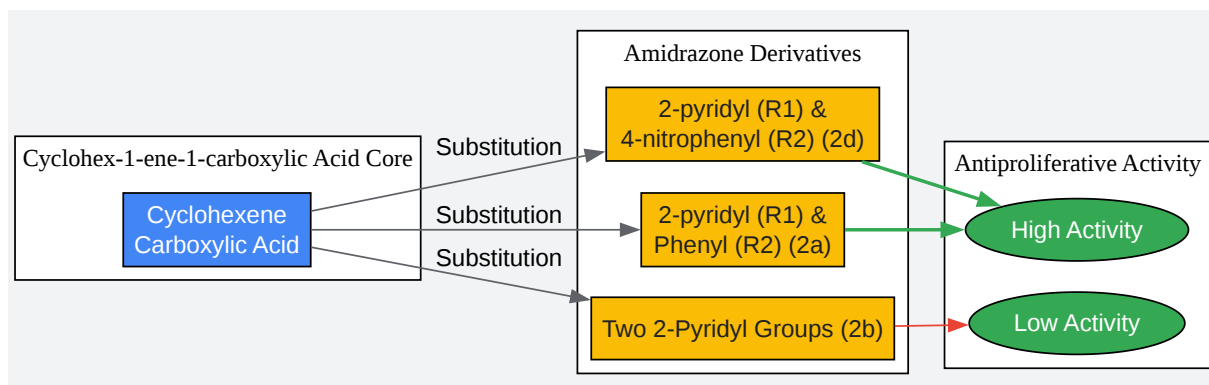 Cyclohex-1-ene-1-carboxylic Acid Core
Cyclohexene
Carboxylic Acid
Substitution
Substitution
Substitution
Amidrazone Derivatives
2-pyridyl (R1) &
4-nitrophenyl (R2) (2d)
2-pyridyl (R1) &
Phenyl (R2) (2a)
Two 2-Pyridyl Groups (2b)
Antiproliferative Activity
High Activity
Low Activity